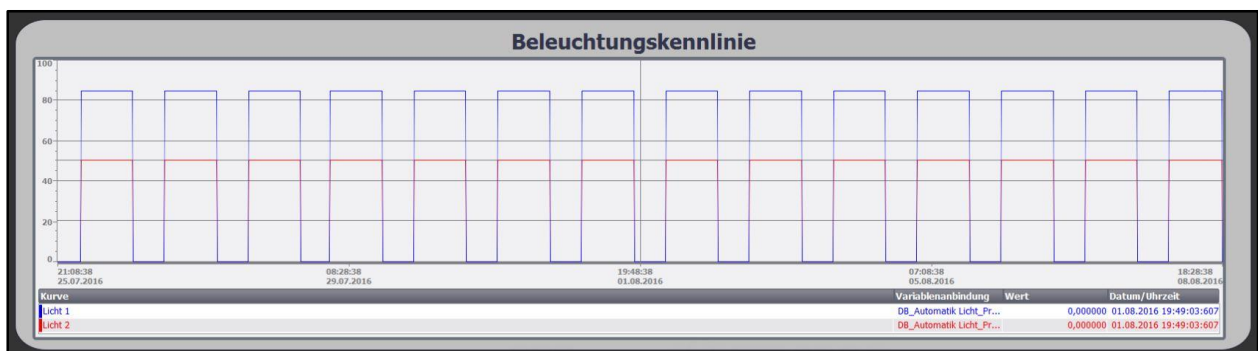 Beleuchtungskennlinie
100
80
60
40
20
0
21:08:38 08:28:38 19:48:38 07:08:38 18:28:38
25.07.2016 29.07.2016 01.08.2016 05.08.2016 08.08.2016
Kurve Variablenanbindung Wert Datum/Uhrzeit
Licht 1 DB_Automatik Licht_Pr... 0,000000 01.08.2016 19:49:03:607
Licht 2 DB_Automatik Licht_Pr... 0,000000 01.08.2016 19:49:03:607